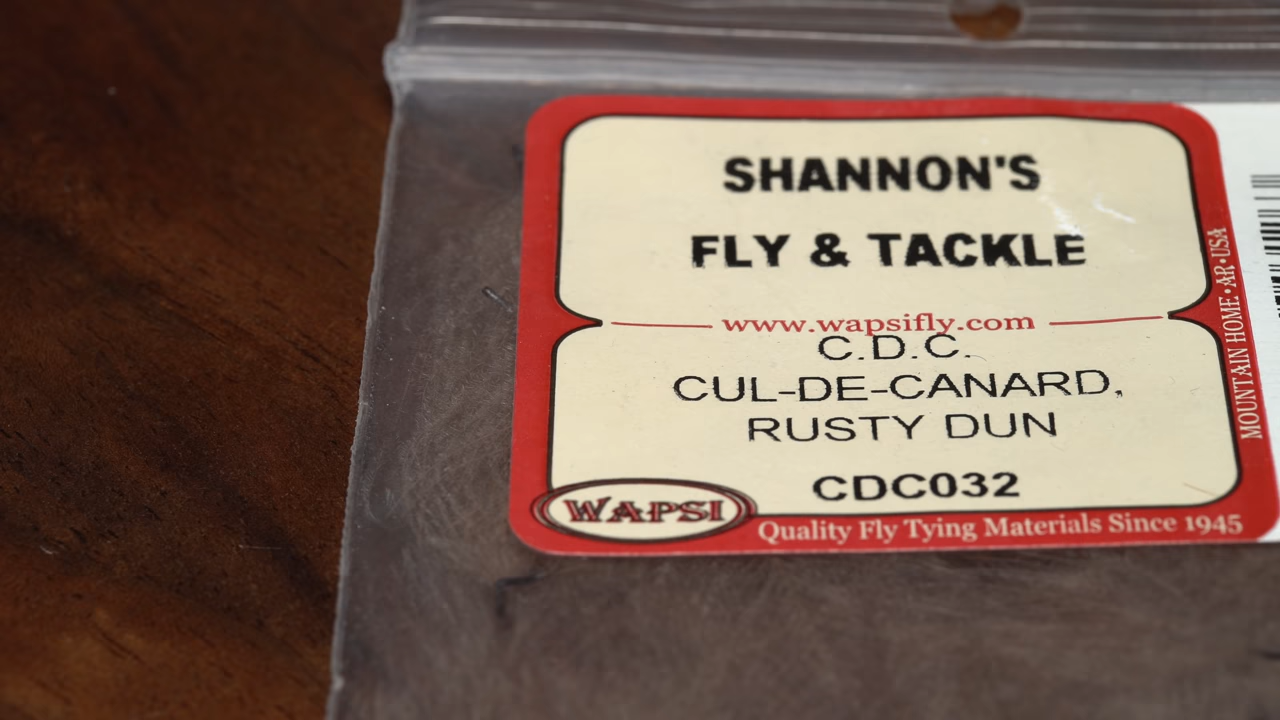 SHANNON'S
FLY & TACKLE
www.wapsifly.com
C.D.C.
CUL-DE-CANARD,
RUSTY DUN
CDC032
WAPSI
Quality Fly Tying Materials Since 1945
MOUNTAIN HOME•AR•USA